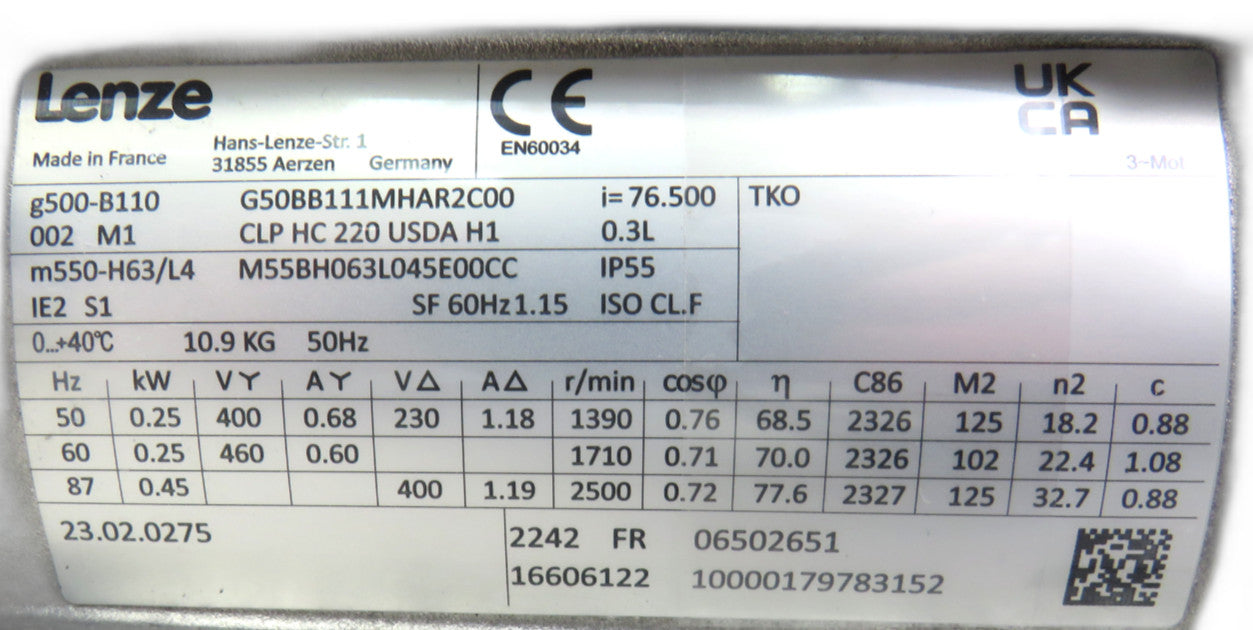 Lenze
CE
UK
CA
Hans-Lenze-Str. 1
EN60034
Made in France 31855 Aerzen Germany
3~Mot
g500-B110 G50BB111MHAR2C00 i= 76.500 TKO
002 M1 CLP HC 220 USDA H1 0.3L
m550-H63/L4 M55BH063L045E00CC IP55
IE2 S1 SF 60Hz 1.15 ISO CL.F
0...+40℃ 10.9 KG 50Hz
Hz kW V Y A Y V Δ A Δ r/min cosφ η C86 M2 n2 c
50 0.25 400 0.68 230 1.18 1390 0.76 68.5 2326 125 18.2 0.88
60 0.25 460 0.60 1710 0.71 70.0 2326 102 22.4 1.08
87 0.45 400 1.19 2500 0.72 77.6 2327 125 32.7 0.88
23.02.0275 2242 FR 06502651
16606122 10000179783152